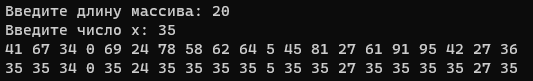 Введите длину массива: 20
Введите число x: 35
41 67 34 0 69 24 78 58 62 64 5 45 81 27 61 91 95 42 27 36
35 35 34 0 35 24 35 35 35 35 5 35 35 27 35 35 35 35 27 35